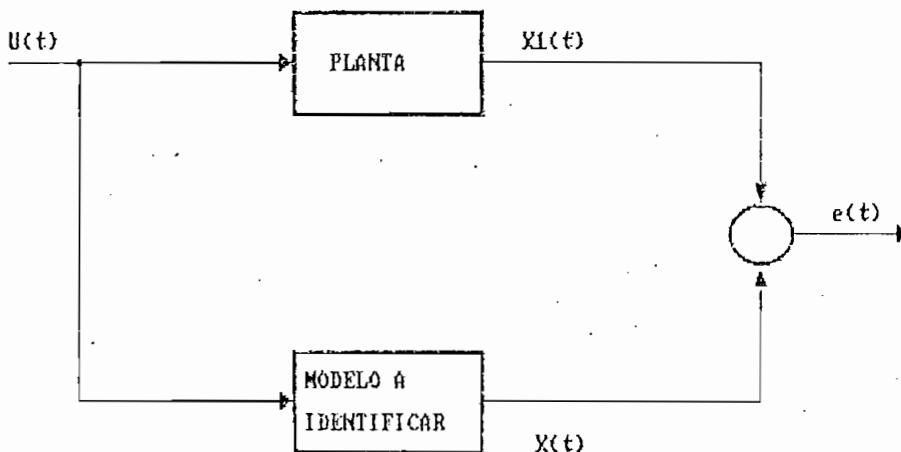 U(t)
PLANTA
X1(t)
e(t)
MODELO A
IDENTIFICAR
X(t)